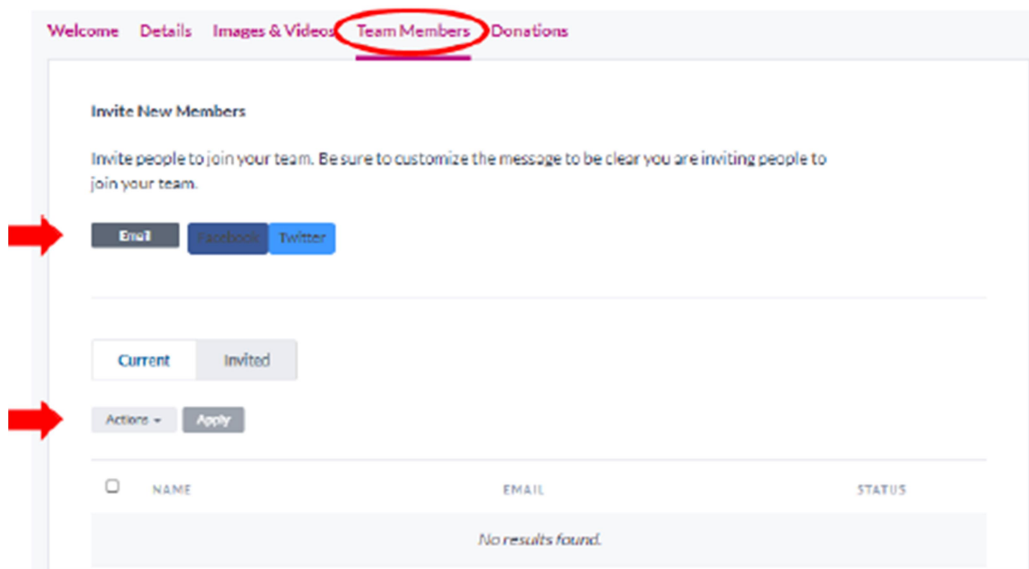 Welcome Details Images & Videos Team Members Donations
Invite New Members
Invite people to join your team. Be sure to customize the message to be clear you are inviting people to
join your team.
Email Facebook Twitter
Current Invited
Actions Apply
NAME EMAIL STATUS
No results found.